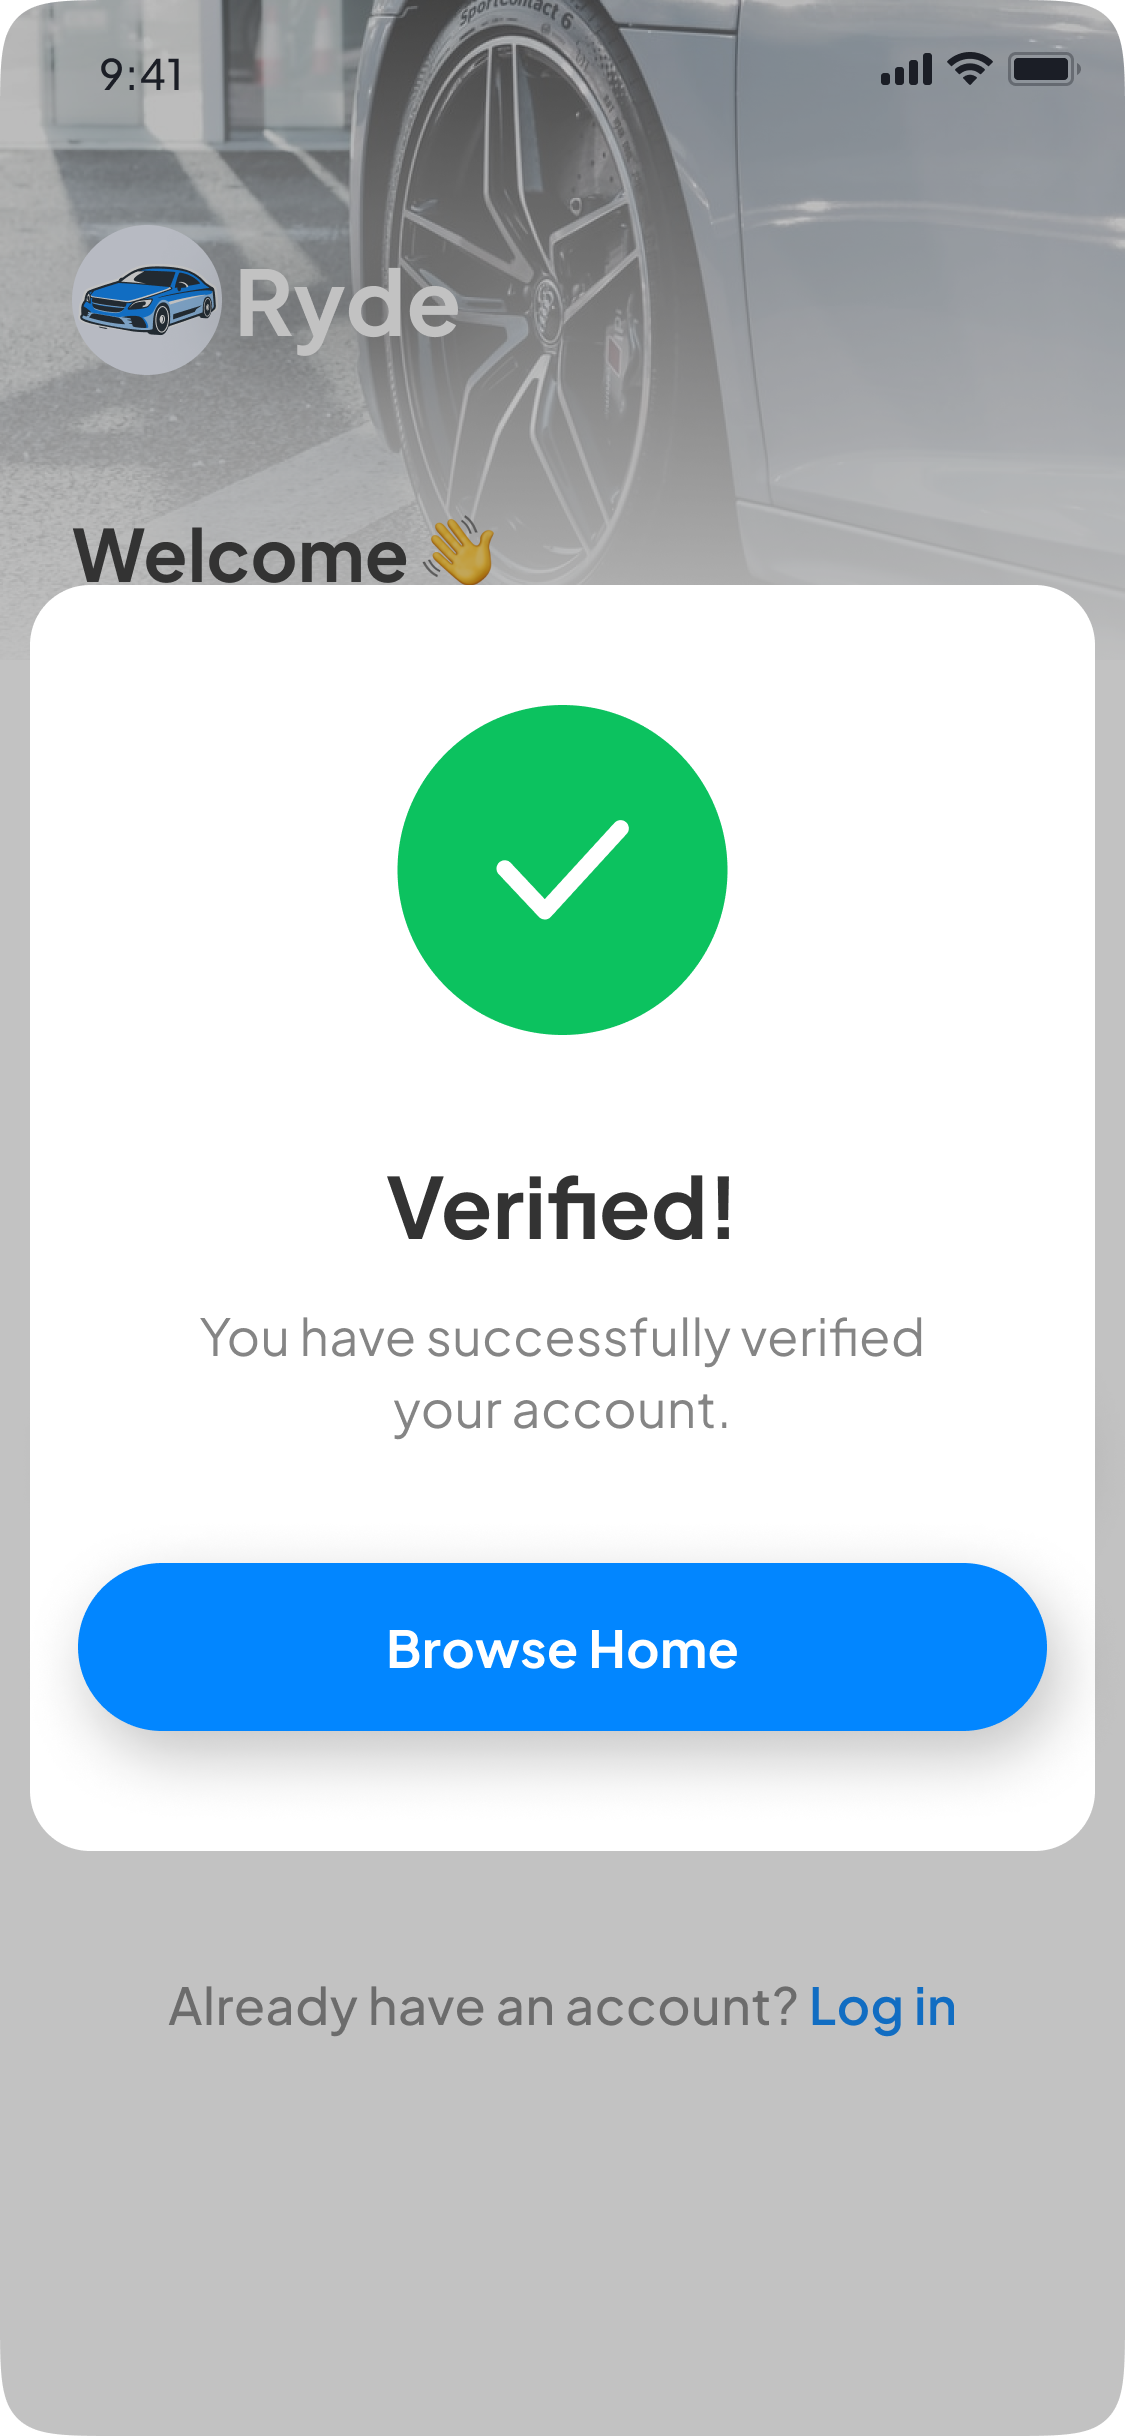 SportContact 6
9:41
Ryde
Welcome 👋
Verified!
You have successfully verified
your account.
Browse Home
Already have an account? Log in